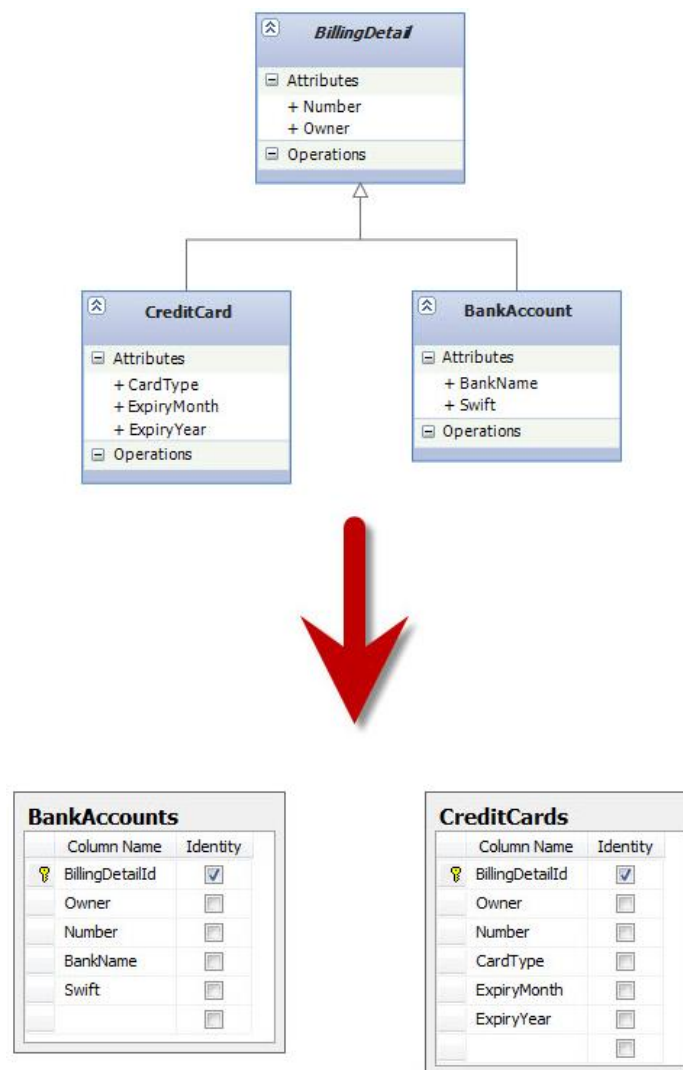 BillingDetail
Attributes
+ Number
+ Owner
Operations
CreditCard
Attributes
+ CardType
+ ExpiryMonth
+ ExpiryYear
Operations
BankAccount
Attributes
+ BankName
+ Swift
Operations
BankAccounts
Column Name Identity
BillingDetailId
Owner
Number
BankName
Swift
CreditCards
Column Name Identity
BillingDetailId
Owner
Number
CardType
ExpiryMonth
ExpiryYear